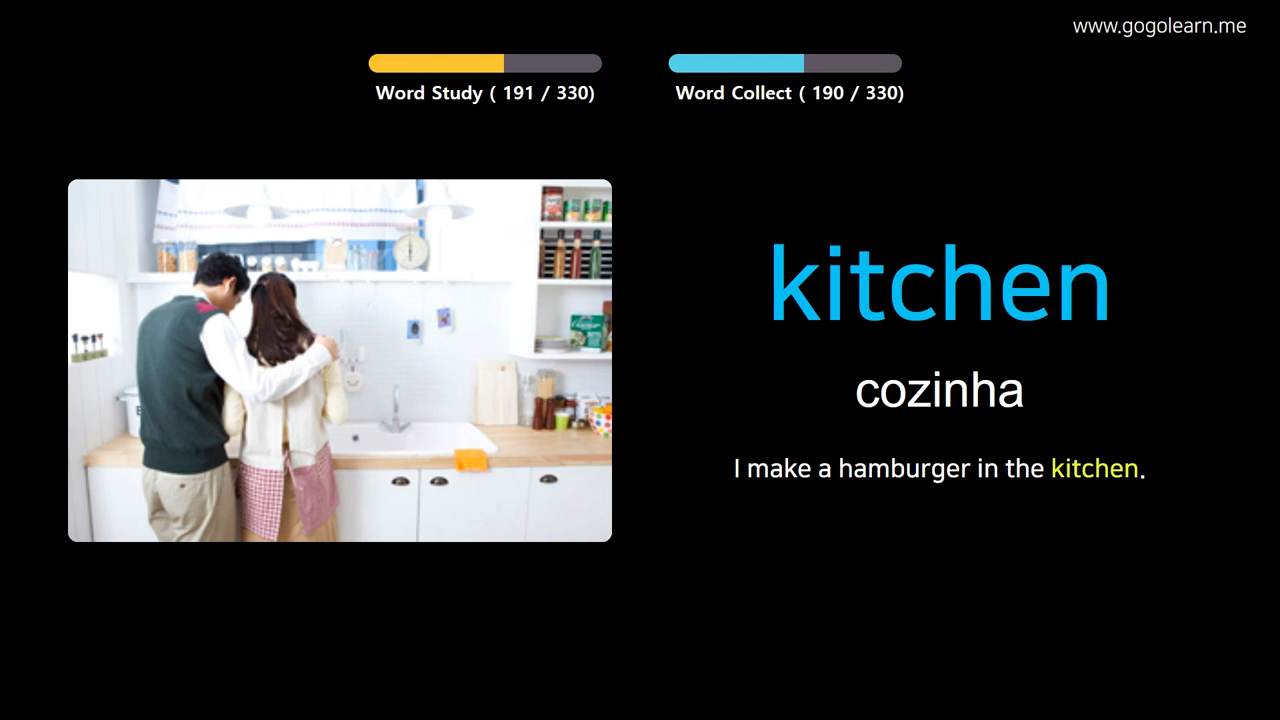 www.gogolearn.me
Word Study ( 191 / 330)
Word Collect ( 190 / 330)
kitchen
cozinha
I make a hamburger in the kitchen.